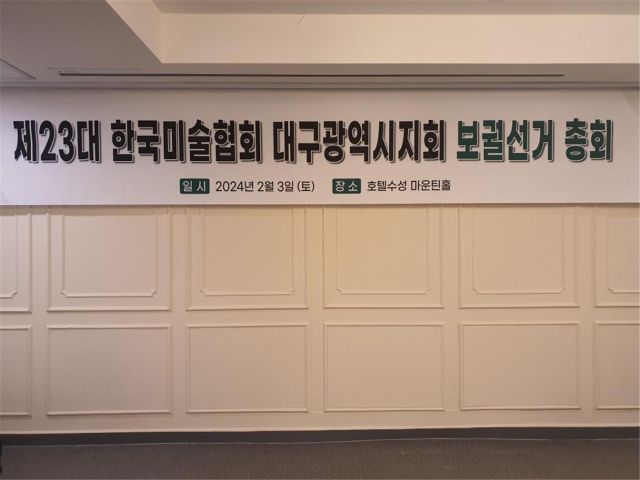 제23대 한국미술협회 대구광역시지회 보궐선거 총회
일 시 2024년 2월 3일 (토) 장 소 호텔수성 마운틴홀